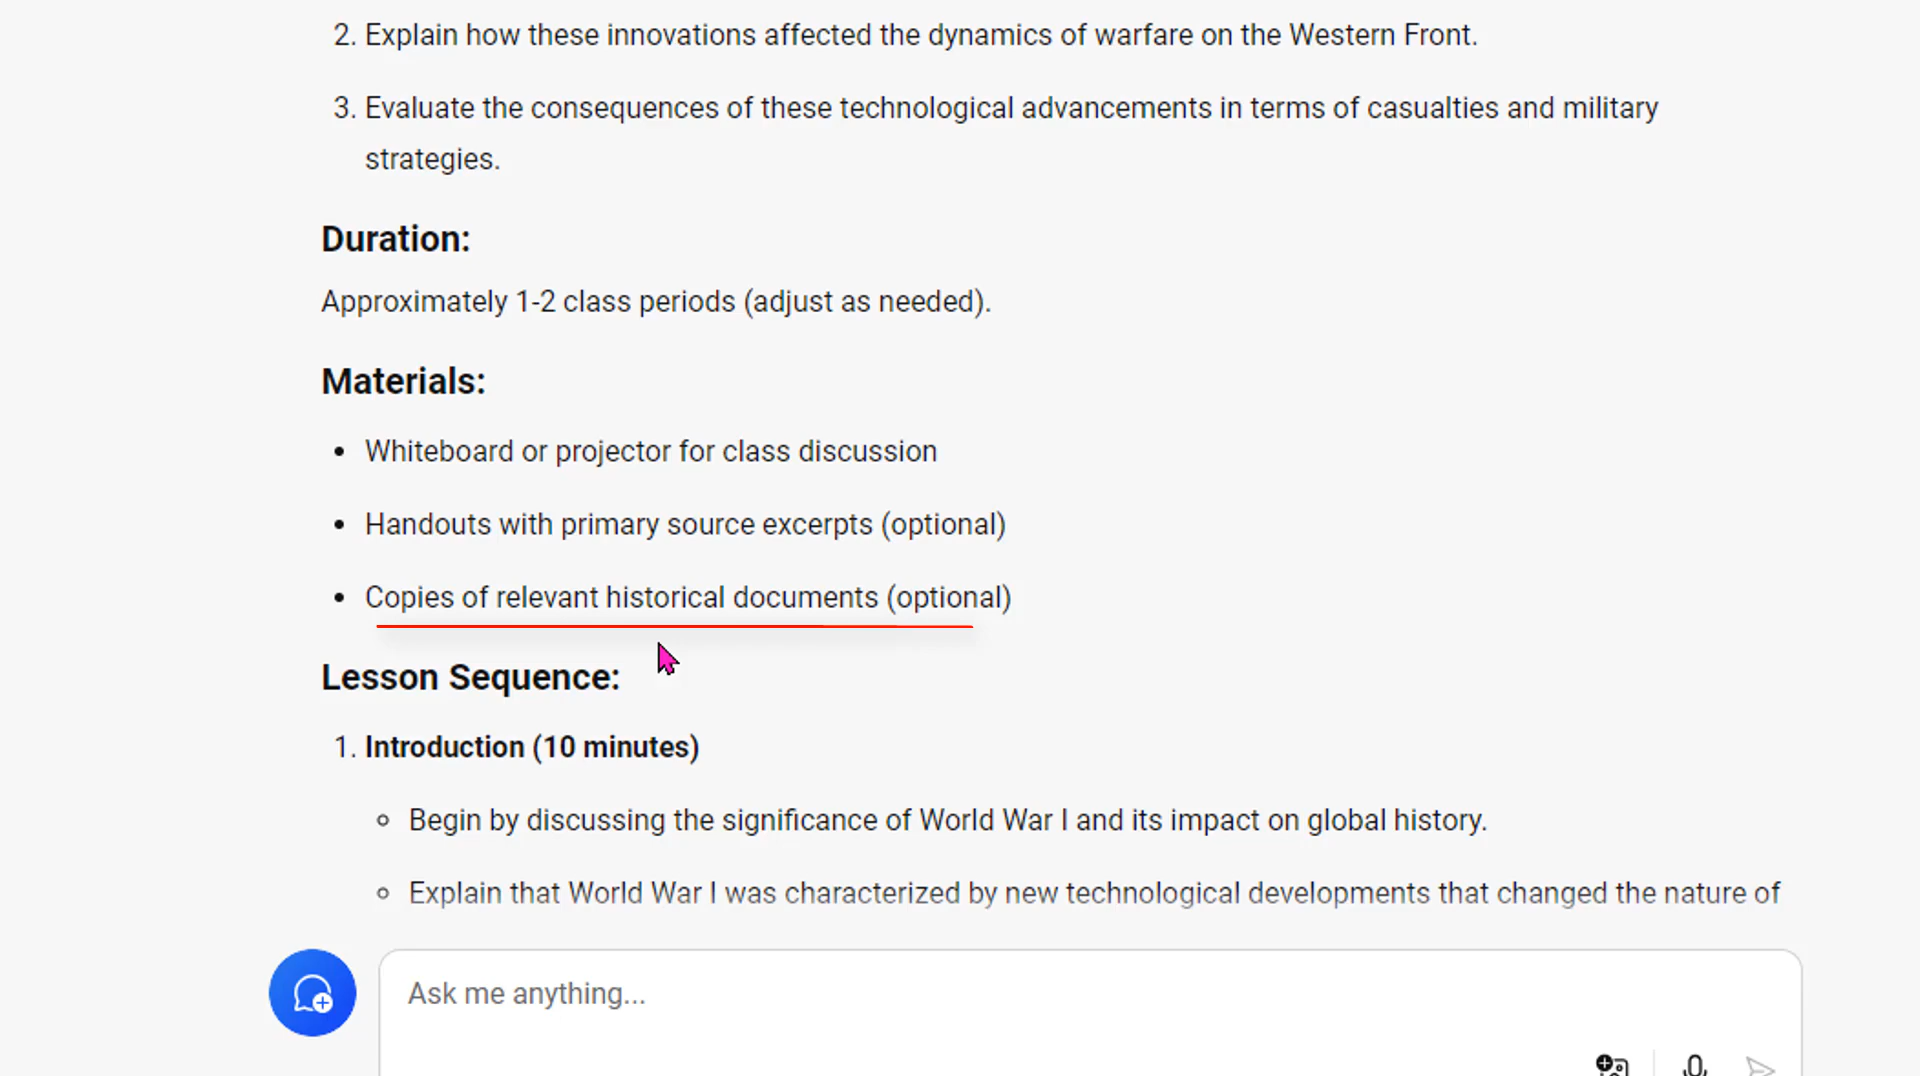 2. Explain how these innovations affected the dynamics of warfare on the Western Front.
3. Evaluate the consequences of these technological advancements in terms of casualties and military
strategies.
Duration:
Approximately 1-2 class periods (adjust as needed).
Materials:
• Whiteboard or projector for class discussion
• Handouts with primary source excerpts (optional)
• Copies of relevant historical documents (optional)
Lesson Sequence:
1. Introduction (10 minutes)
◦ Begin by discussing the significance of World War I and its impact on global history.
◦ Explain that World War I was characterized by new technological developments that changed the nature of
Ask me anything...